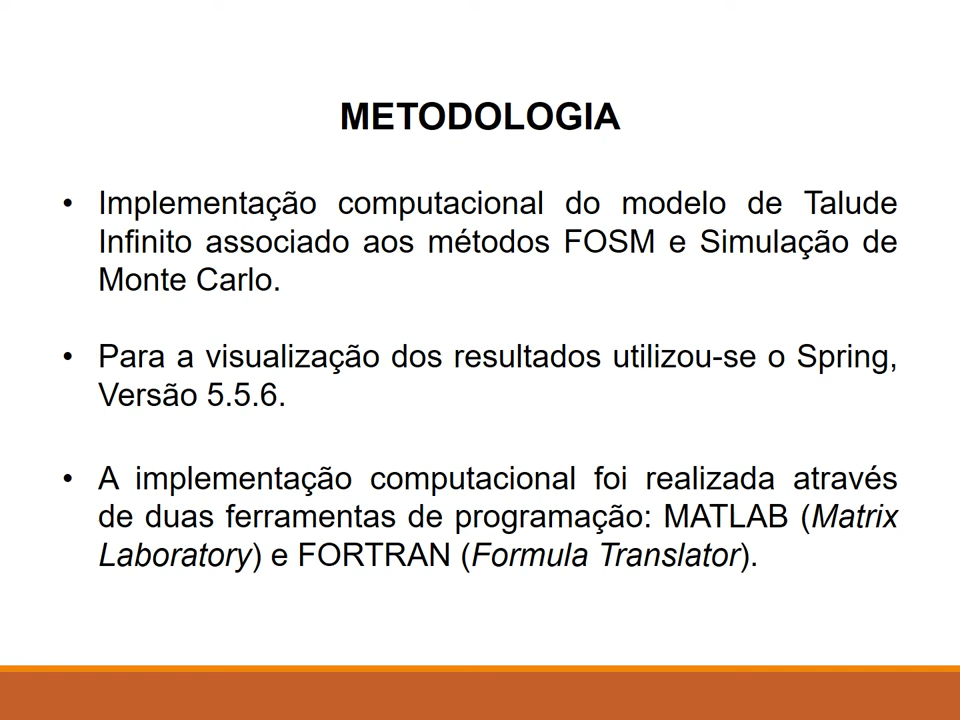 METODOLOGIA
• Implementação computacional do modelo de Talude
Infinito associado aos métodos FOSM e Simulação de
Monte Carlo.
• Para a visualização dos resultados utilizou-se o Spring,
Versão 5.5.6.
• A implementação computacional foi realizada através
de duas ferramentas de programação: MATLAB (Matrix
Laboratory) e FORTRAN (Formula Translator).